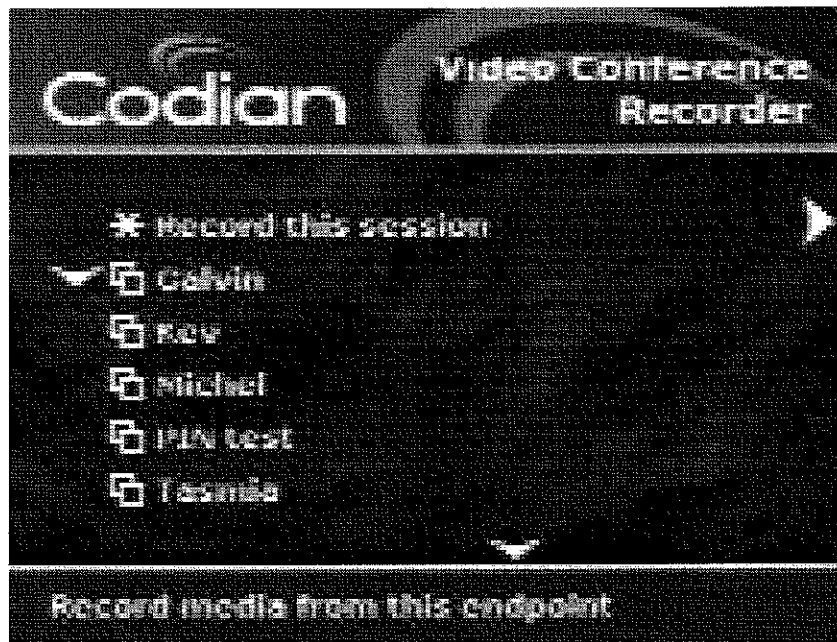 Codian
Video Conference
Recorder
* Record this session
Calvin
Rev
Michel
PIN test
Tasmia
Record media from this endpoint